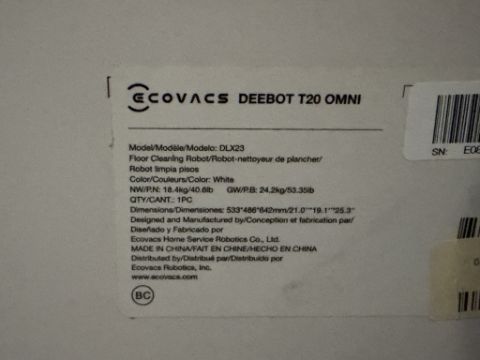 ECOVACS DEEBOT T20 OMNI
Model/Modèle/Modelo: DLX23
Floor Cleaning Robot/Robot-nettoyeur de plancher/
Robot limpia pisos
Color/Couleurs/Color: White
NW/P.N: 18.4kg/40.6lb GW/P.B: 24.2kg/53.35lb
QTY/CANT.: 1PC
Dimensions/Dimensiones: 533*486*642mm/21.0"*19.1"*25.3"
Designed and Manufactured by/Conception et fabrication par/
Diseñado y Fabricado por
Ecovacs Home Service Robotics Co., Ltd.
MADE IN CHINA/FAIT EN CHINE/HECHO EN CHINA
Distributed by/Distribué par/Distribuido por
Ecovacs Robotics, Inc.
www.ecovacs.com
BC
SN: E08